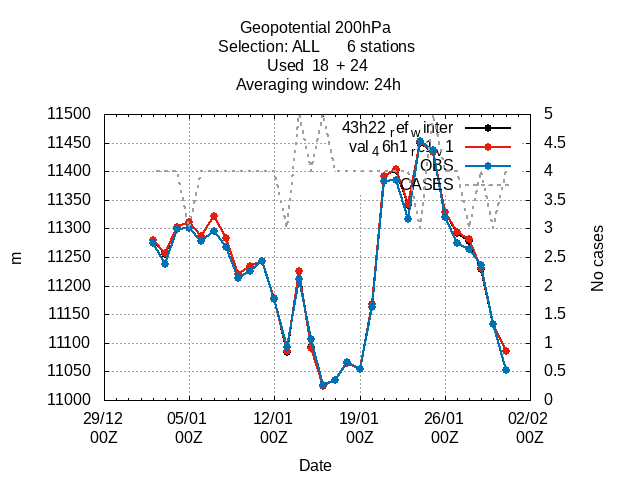 Geopotential 200hPa
Selection: ALL 6 stations
Used 18 + 24
Averaging window: 24h
11500
11450
11400
11350
11300
11250
11200
11150
11100
11050
11000
m
43h22_ref_winter
OBS
CASES
5
4.5
4
3.5
3
2.5
2
1.5
1
0.5
0
No cases
29/12 05/01 12/01 19/01 26/01 02/02
00Z 00Z 00Z 00Z 00Z 00Z
Date